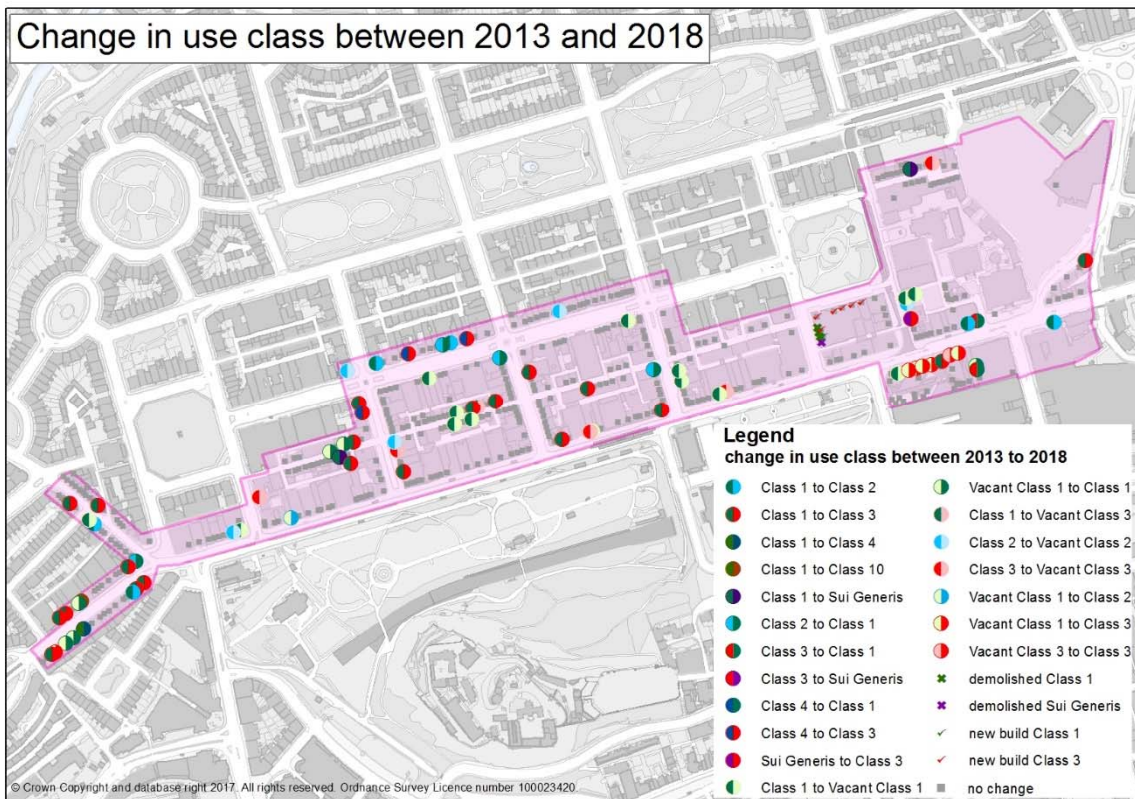 Change in use class between 2013 and 2018
Legend
change in use class between 2013 to 2018
Class 1 to Class 2
Class 1 to Class 3
Class 1 to Class 4
Class 1 to Class 10
Class 1 to Sui Generis
Class 2 to Class 1
Class 3 to Class 1
Class 3 to Sui Generis
Class 4 to Class 1
Class 4 to Class 3
Sui Generis to Class 3
Class 1 to Vacant Class 1
Vacant Class 1 to Class 1
Class 1 to Vacant Class 3
Class 2 to Vacant Class 2
Class 3 to Vacant Class 3
Vacant Class 1 to Class 2
Vacant Class 1 to Class 3
Vacant Class 3 to Class 3
demolished Class 1
demolished Sui Generis
new build Class 1
new build Class 3
no change
© Crown Copyright and database right 2017. All rights reserved. Ordnance Survey Licence number 100023420.